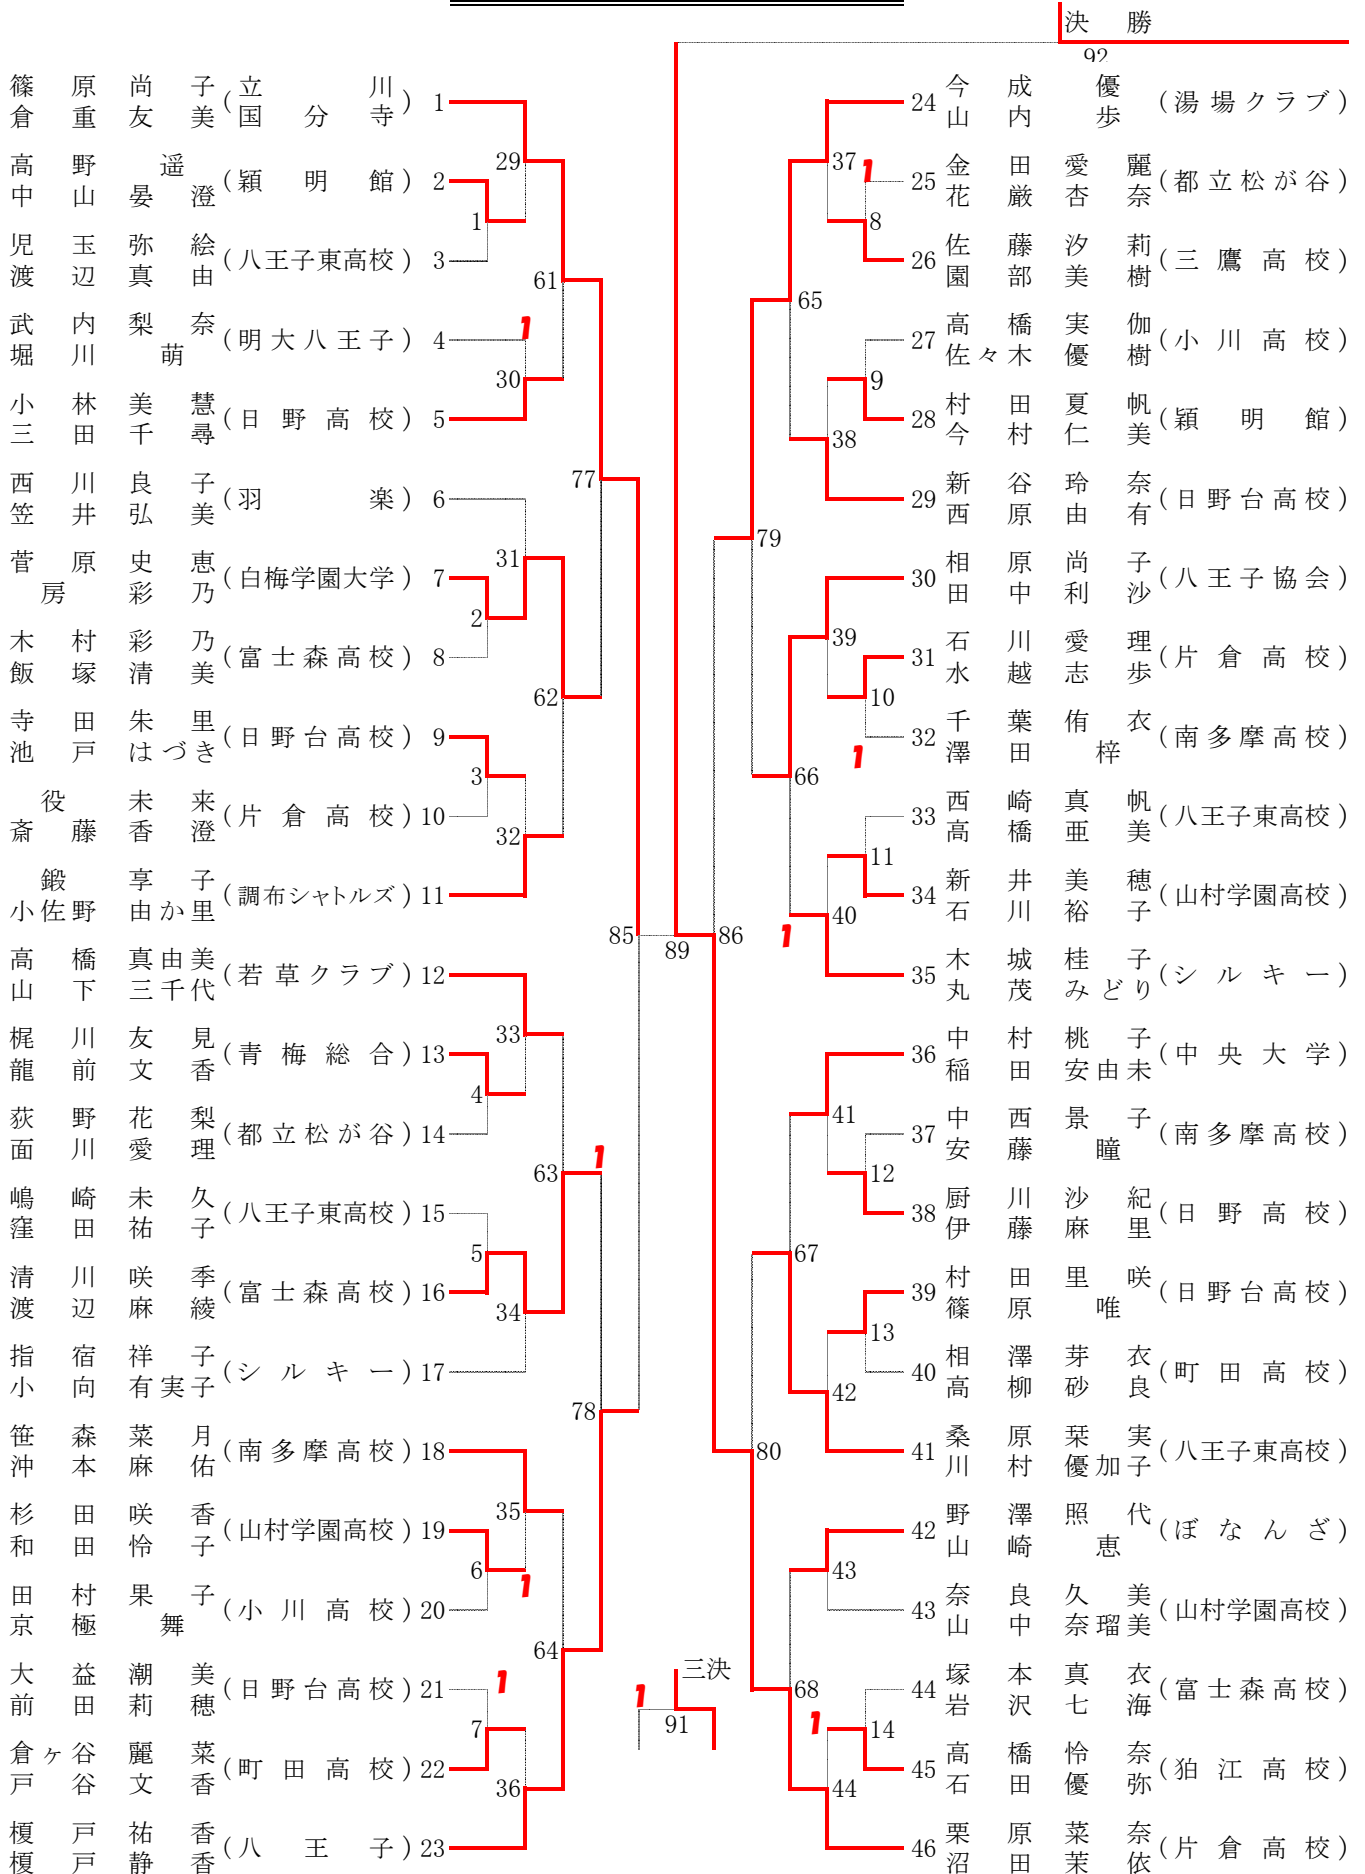 決勝
92
篠原尚子
倉重友美
(立川国分寺) 1
高野遥
中山晏澄
(穎明館) 2
児玉弥絵
渡辺真由
(八王子東高校) 3
武内梨奈
堀川萌
(明大八王子) 4
小林美慧
三田千尋
(日野高校) 5
西川良子
笠井弘美
(羽楽) 6
菅原史恵
房彩乃
(白梅学園大学) 7
木村彩乃
飯塚清美
(富士森高校) 8
寺田朱里
池戸はづき
(日野台高校) 9
役未来
斎藤香澄
(片倉高校) 10
鍛享子
小佐野由か里
(調布シャトルズ) 11
高橋真由美
山下三千代
(若草クラブ) 12
梶川友見
龍前文香
(青梅総合) 13
荻野花梨
面川愛理
(都立松が谷) 14
嶋崎未久
窪田祐子
(八王子東高校) 15
清川咲季
渡辺麻綾
(富士森高校) 16
指宿祥子
小向有実子
(シルキー) 17
笹森菜月
沖本麻佑
(南多摩高校) 18
杉田咲香
和田怜子
(山村学園高校) 19
田村果子
京極舞
(小川高校) 20
大益潮美
前田莉穂
(日野台高校) 21
倉ヶ谷麗菜
戸谷文香
(町田高校) 22
榎戸祐香
榎戸静香
(八王子) 23
29
1
61
1
30
77
31
2
62
3
32
85
89
86
33
4
63
1
5
34
78
35
6
1
64
1
7
36
三決
1
91
24 今成優
山内歩
(湯場クラブ)
25 金田愛麗
花厳杏奈
(都立松が谷)
26 佐藤汐莉
園部美樹
(三鷹高校)
27 高橋実伽
佐々木優樹
(小川高校)
28 村田夏帆
今村仁美
(穎明館)
29 新谷玲奈
西原由有
(日野台高校)
30 相原尚子
田中利沙
(八王子協会)
31 石川愛理
水越志歩
(片倉高校)
32 千葉侑衣
澤田梓
(南多摩高校)
33 西崎真帆
高橋亜美
(八王子東高校)
34 新井美穂
石川裕子
(山村学園高校)
35 木城桂子
丸茂みどり
(シルキー)
36 中村桃子
稲田安由未
(中央大学)
37 中西景子
安藤瞳
(南多摩高校)
38 厨川沙紀
伊藤麻里
(日野高校)
39 村田里咲
篠原唯
(日野台高校)
40 相澤芽衣
高柳砂良
(町田高校)
41 桑原栞実
川村優加子
(八王子東高校)
42 野澤照代
山崎恵
(ぼなんざ)
43 奈良久美
山中奈瑠美
(山村学園高校)
44 塚本真衣
岩沢七海
(富士森高校)
45 高橋怜奈
石田優弥
(狛江高校)
46 栗原菜奈
沼田茉依
(片倉高校)
37
1
8
65
9
38
79
39
10
1
66
11
40
1
41
12
67
13
42
80
43
68
1
14
44